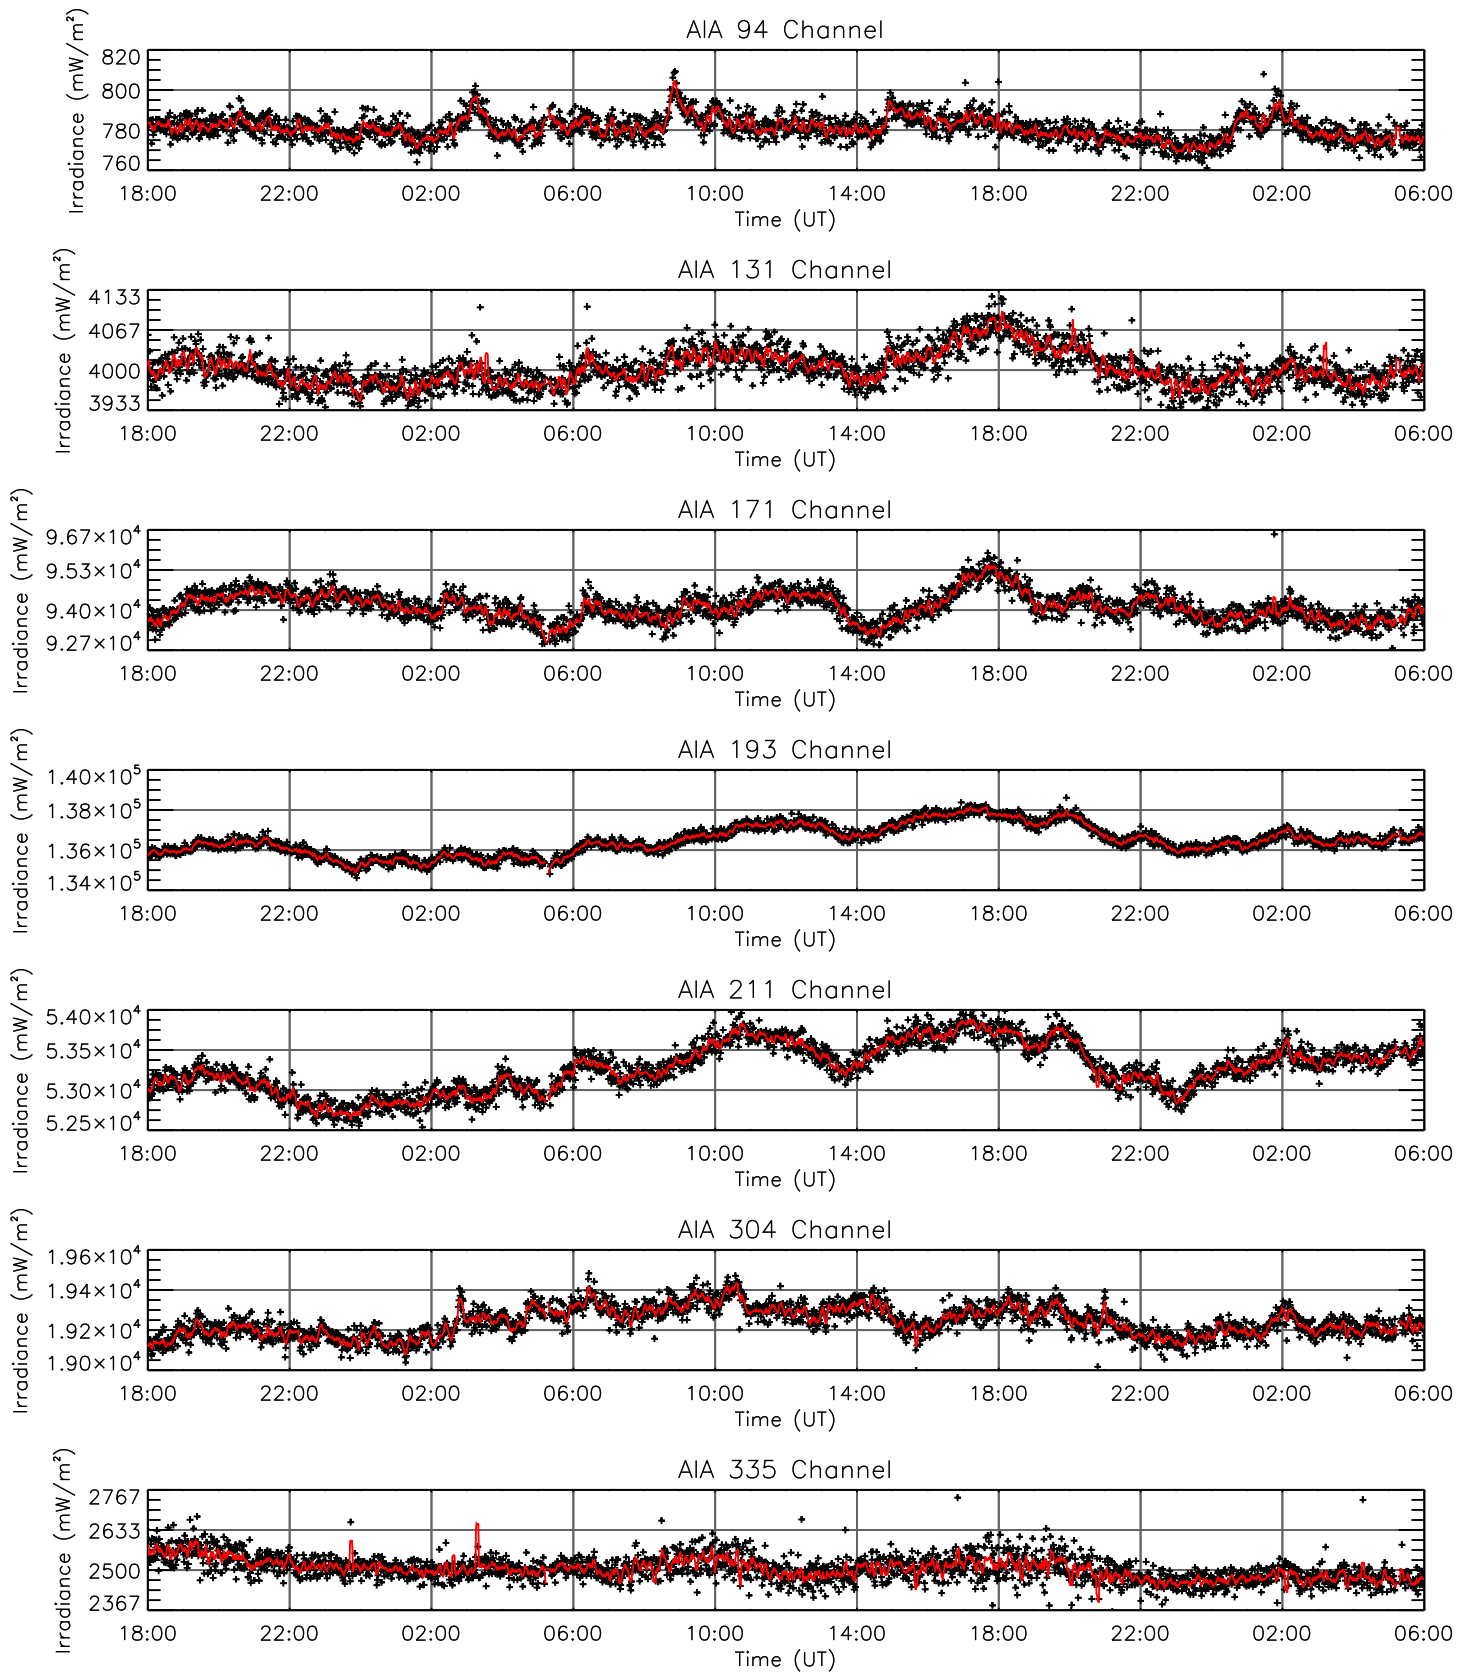 AIA 94 Channel
Irradiance (mW/m²)
820
800
780
760
18:00 22:00 02:00 06:00 10:00 14:00 18:00 22:00 02:00 06:00
Time (UT)
AIA 131 Channel
Irradiance (mW/m²)
4133
4067
4000
3933
18:00 22:00 02:00 06:00 10:00 14:00 18:00 22:00 02:00 06:00
Time (UT)
AIA 171 Channel
Irradiance (mW/m²)
9.67×10⁴
9.53×10⁴
9.40×10⁴
9.27×10⁴
18:00 22:00 02:00 06:00 10:00 14:00 18:00 22:00 02:00 06:00
Time (UT)
AIA 193 Channel
Irradiance (mW/m²)
1.40×10⁵
1.38×10⁵
1.36×10⁵
1.34×10⁵
18:00 22:00 02:00 06:00 10:00 14:00 18:00 22:00 02:00 06:00
Time (UT)
AIA 211 Channel
Irradiance (mW/m²)
5.40×10⁴
5.35×10⁴
5.30×10⁴
5.25×10⁴
18:00 22:00 02:00 06:00 10:00 14:00 18:00 22:00 02:00 06:00
Time (UT)
AIA 304 Channel
Irradiance (mW/m²)
1.96×10⁴
1.94×10⁴
1.92×10⁴
1.90×10⁴
18:00 22:00 02:00 06:00 10:00 14:00 18:00 22:00 02:00 06:00
Time (UT)
AIA 335 Channel
Irradiance (mW/m²)
2767
2633
2500
2367
18:00 22:00 02:00 06:00 10:00 14:00 18:00 22:00 02:00 06:00
Time (UT)